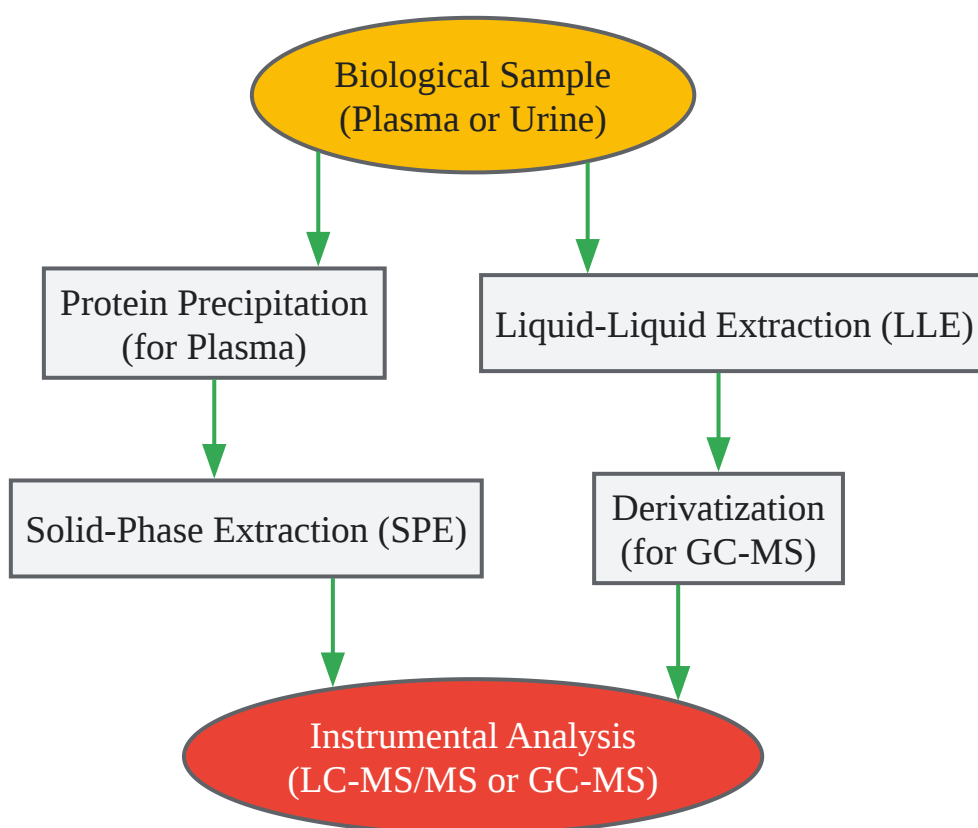 Biological Sample
(Plasma or Urine)
Protein Precipitation
(for Plasma)
Liquid-Liquid Extraction (LLE)
Solid-Phase Extraction (SPE)
Derivatization
(for GC-MS)
Instrumental Analysis
(LC-MS/MS or GC-MS)